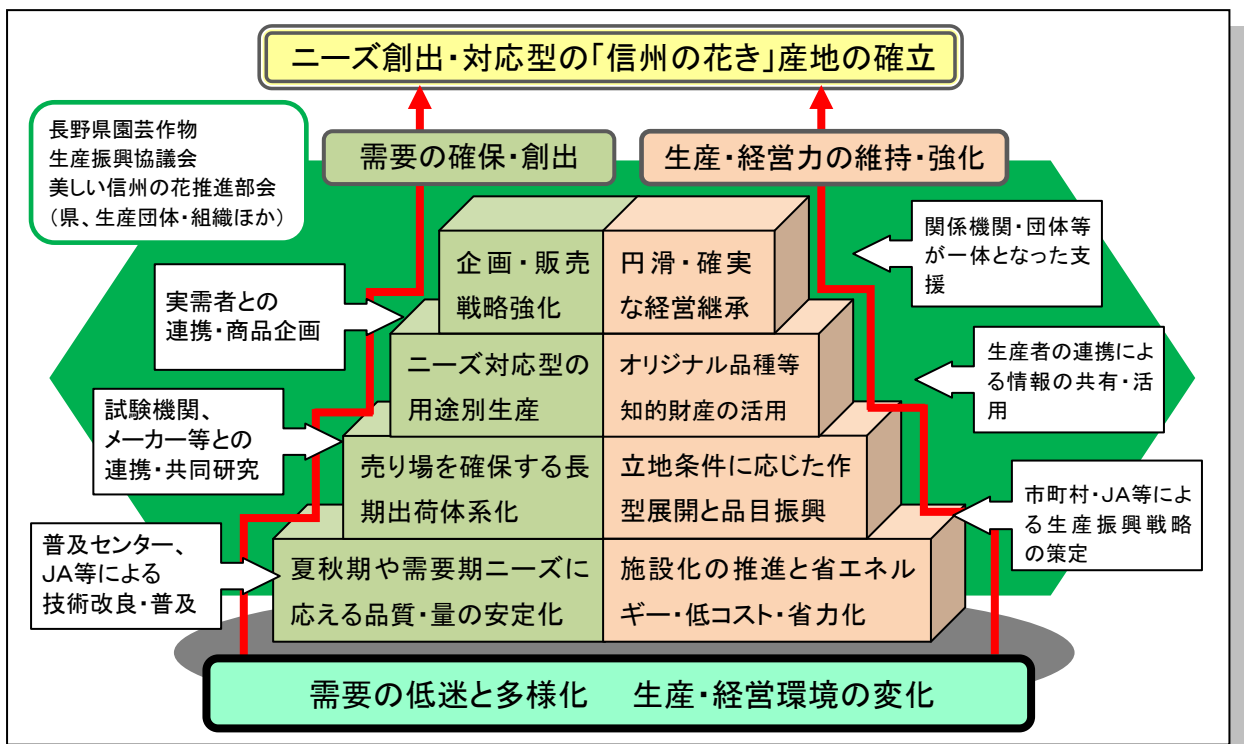 ニーズ創出・対応型の「信州の花き」産地の確立
長野県園芸作物
生産振興協議会
美しい信州の花推進部会
（県、生産団体・組織ほか）
需要の確保・創出
生産・経営力の維持・強化
企画・販売
戦略強化
円滑・確実
な経営継承
関係機関・団体等
が一体となった支
援
実需者との
連携・商品企画
ニーズ対応型の
用途別生産
オリジナル品種等
知的財産の活用
生産者の連携によ
る情報の共有・活
用
試験機関、
メーカー等との
連携・共同研究
売り場を確保する長
期出荷体系化
立地条件に応じた作
型展開と品目振興
市町村・JA等によ
る生産振興戦略
の策定
普及センター、
JA等による
技術改良・普及
夏秋期や需要期ニーズに
応える品質・量の安定化
施設化の推進と省エネル
ギー・低コスト・省力化
需要の低迷と多様化　生産・経営環境の変化